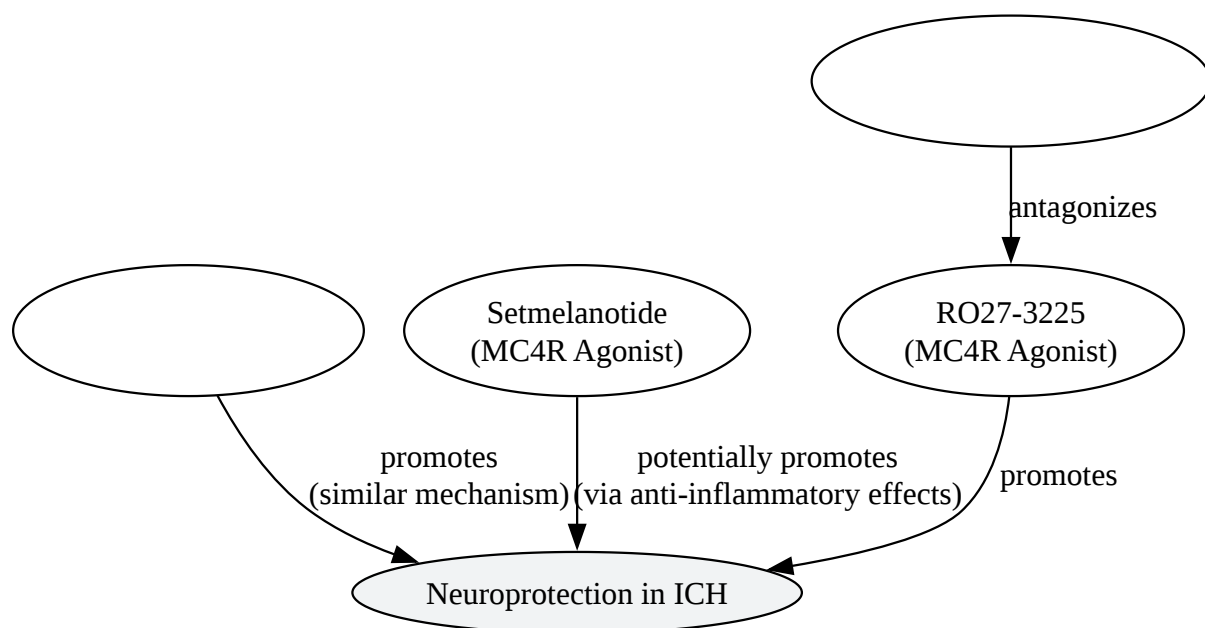 antagonizes
Setmelanotide
(MC4R Agonist)
RO27-3225
(MC4R Agonist)
promotes
(similar mechanism)
potentially promotes
(via anti-inflammatory effects)
promotes
Neuroprotection in ICH